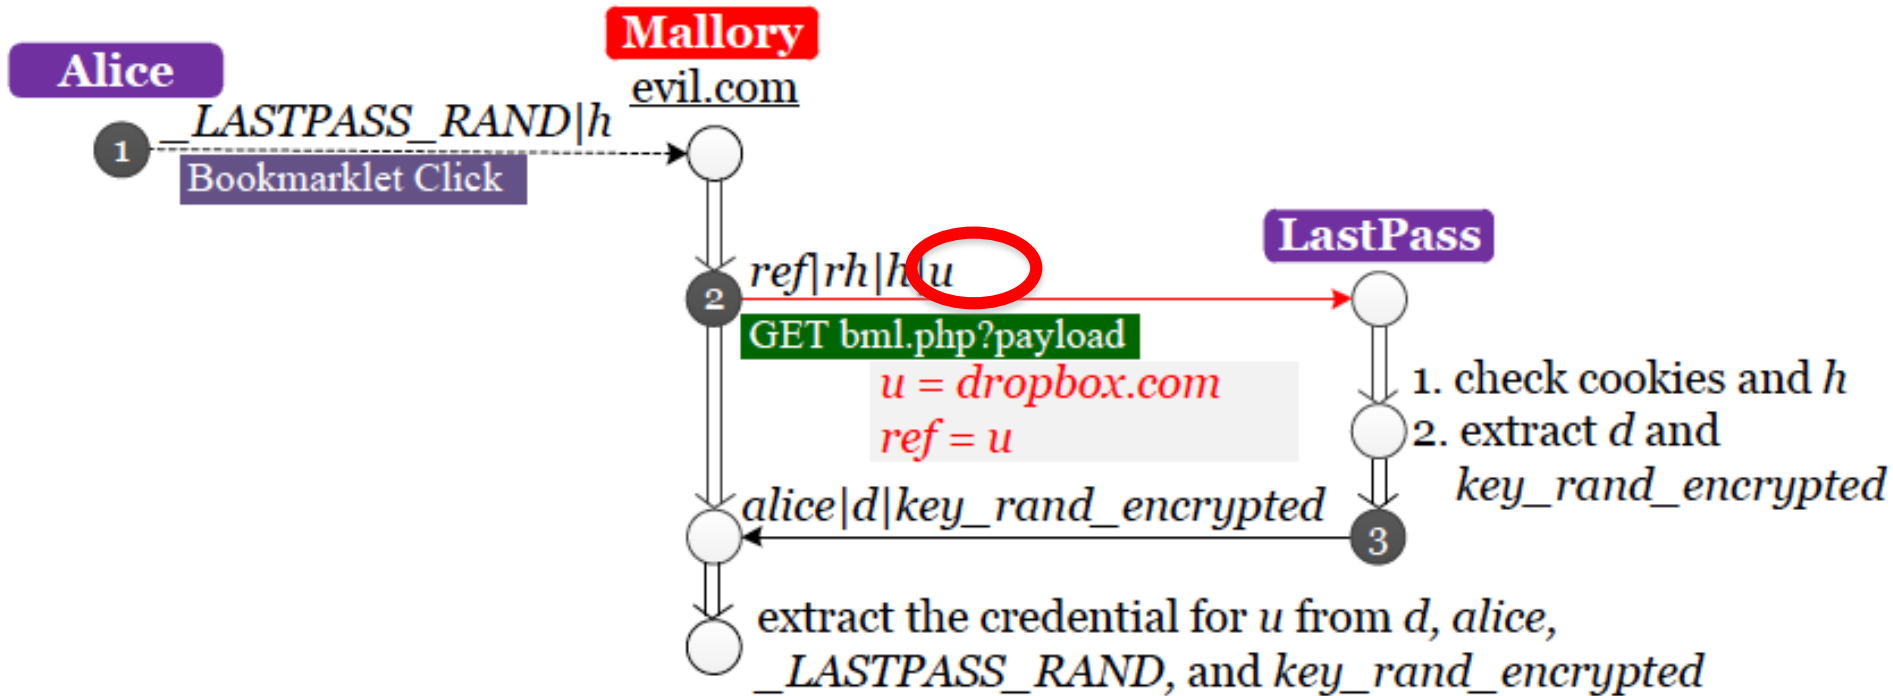 Mallory
Alice
evil.com
_LASTPASS_RAND|h
1
Bookmarklet Click
LastPass
ref|rh|h|u
2
GET bml.php?payload
u = dropbox.com
ref = u
1. check cookies and h
2. extract d and
key_rand_encrypted
alice|d|key_rand_encrypted
3
extract the credential for u from d, alice,
_LASTPASS_RAND, and key_rand_encrypted